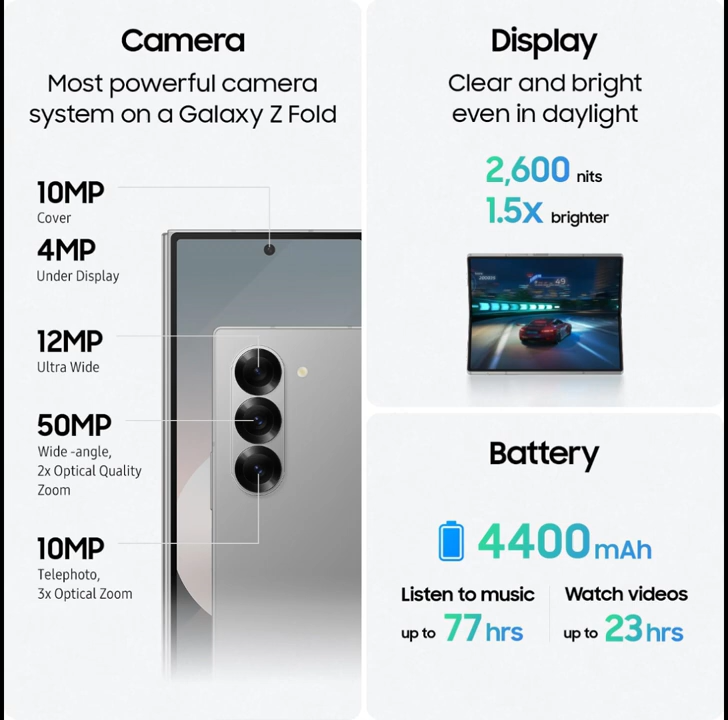 Camera
Most powerful camera
system on a Galaxy Z Fold
10MP
Cover
4MP
Under Display
12MP
Ultra Wide
50MP
Wide -angle,
2x Optical Quality
Zoom
10MP
Telephoto,
3x Optical Zoom
Display
Clear and bright
even in daylight
2,600 nits
1.5x brighter
Battery
4400 mAh
Listen to music
up to 77 hrs
Watch videos
up to 23 hrs